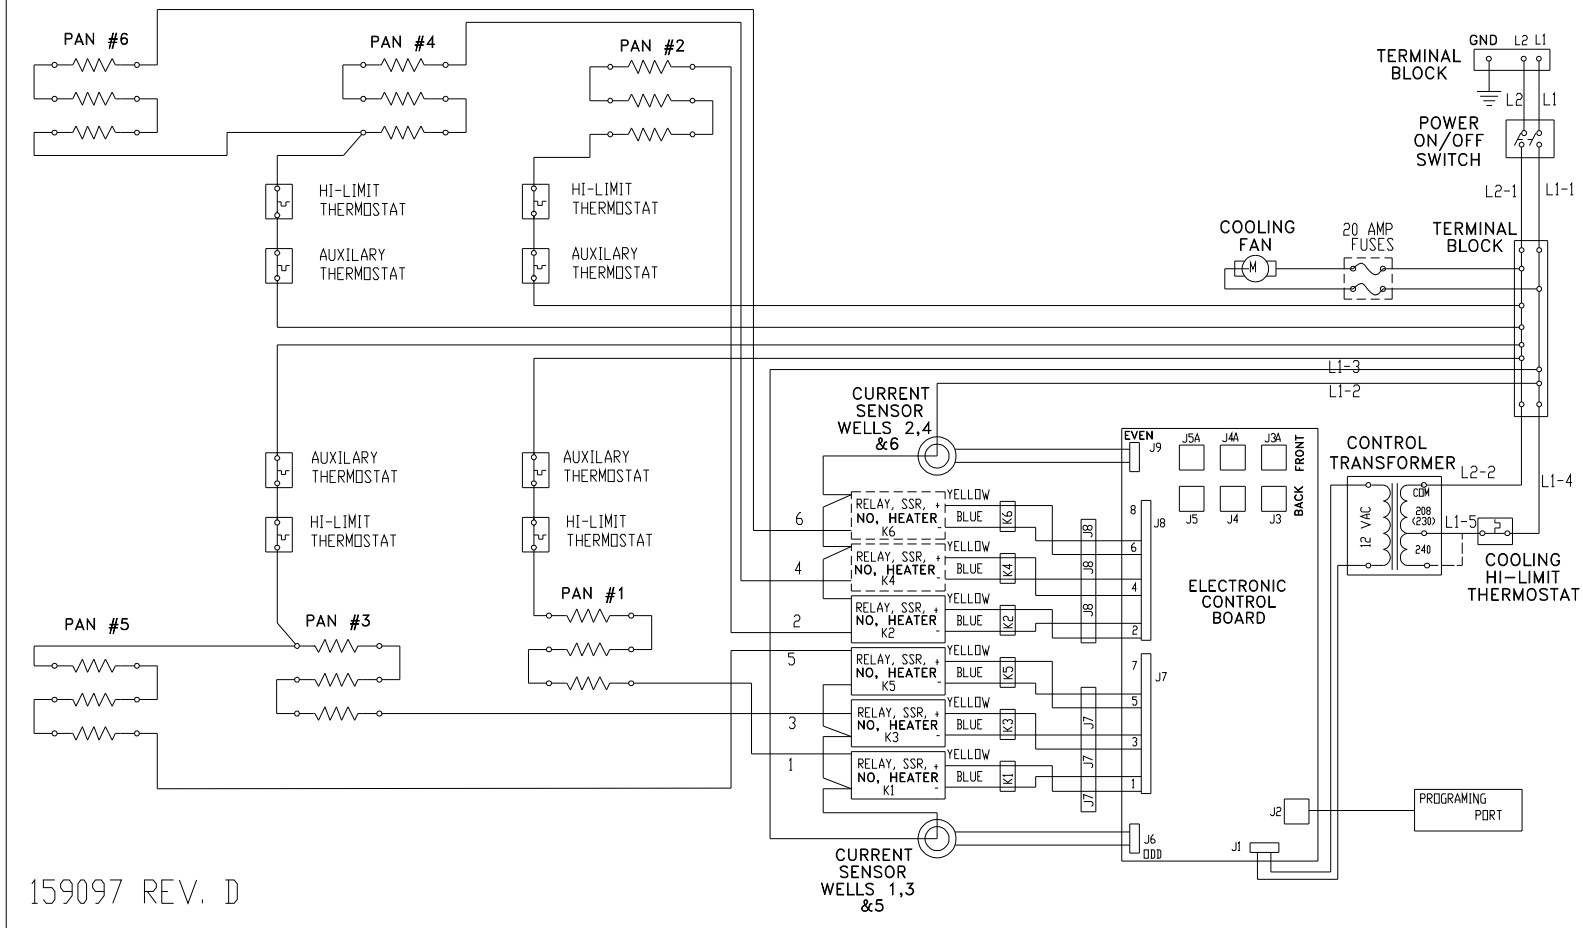 PAN #6
PAN #4
PAN #2
GND L2 L1
TERMINAL
BLOCK
L2 L1
POWER
ON/OFF
SWITCH
L2-1 L1-1
HI-LIMIT
THERMOSTAT
HI-LIMIT
THERMOSTAT
AUXILARY
THERMOSTAT
AUXILARY
THERMOSTAT
COOLING
FAN
M
20 AMP
FUSES
TERMINAL
BLOCK
L1-3
L1-2
CURRENT
SENSOR
WELLS 2,4
&6
AUXILARY
THERMOSTAT
AUXILARY
THERMOSTAT
HI-LIMIT
THERMOSTAT
HI-LIMIT
THERMOSTAT
EVEN
J9
J5A J4A J3A
FRONT
J5 J4 J3
BACK
CONTROL
TRANSFORMER
L2-2
L1-4
COM
208
(230)
240
12 VAC
L1-5
COOLING
HI-LIMIT
THERMOSTAT
6
RELAY, SSR, +
NO, HEATER
K6 -
YELLOW
BLUE
K6
J8
8
J8
6
4
RELAY, SSR, +
NO, HEATER
K4 -
YELLOW
BLUE
K4
J8
4
2
RELAY, SSR, +
NO, HEATER
K2 -
YELLOW
BLUE
K2
J8
2
ELECTRONIC
CONTROL
BOARD
PAN #5
PAN #3
PAN #1
5
RELAY, SSR, +
NO, HEATER
K5 -
YELLOW
BLUE
K5
7
J7
5
3
RELAY, SSR, +
NO, HEATER
K3 -
YELLOW
BLUE
K3
J7
3
1
RELAY, SSR, +
NO, HEATER
K1 -
YELLOW
BLUE
K1
J7
1
J7
J2
PROGRAMING
PORT
J6
ODD
J1
CURRENT
SENSOR
WELLS 1,3
&5
159097 REV. D